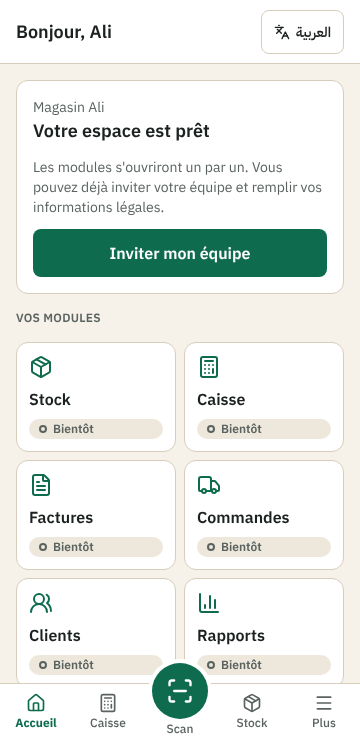 Bonjour, Ali
العربية
Magasin Ali
Votre espace est prêt
Les modules s'ouvriront un par un. Vous
pouvez déjà inviter votre équipe et remplir vos
informations légales.
Inviter mon équipe
VOS MODULES
Stock
Caisse
Bientôt
Bientôt
Factures
Commandes
Bientôt
Bientôt
Clients
Rapports
Bientôt
Bientôt
Accueil
Caisse
Scan
Stock
Plus